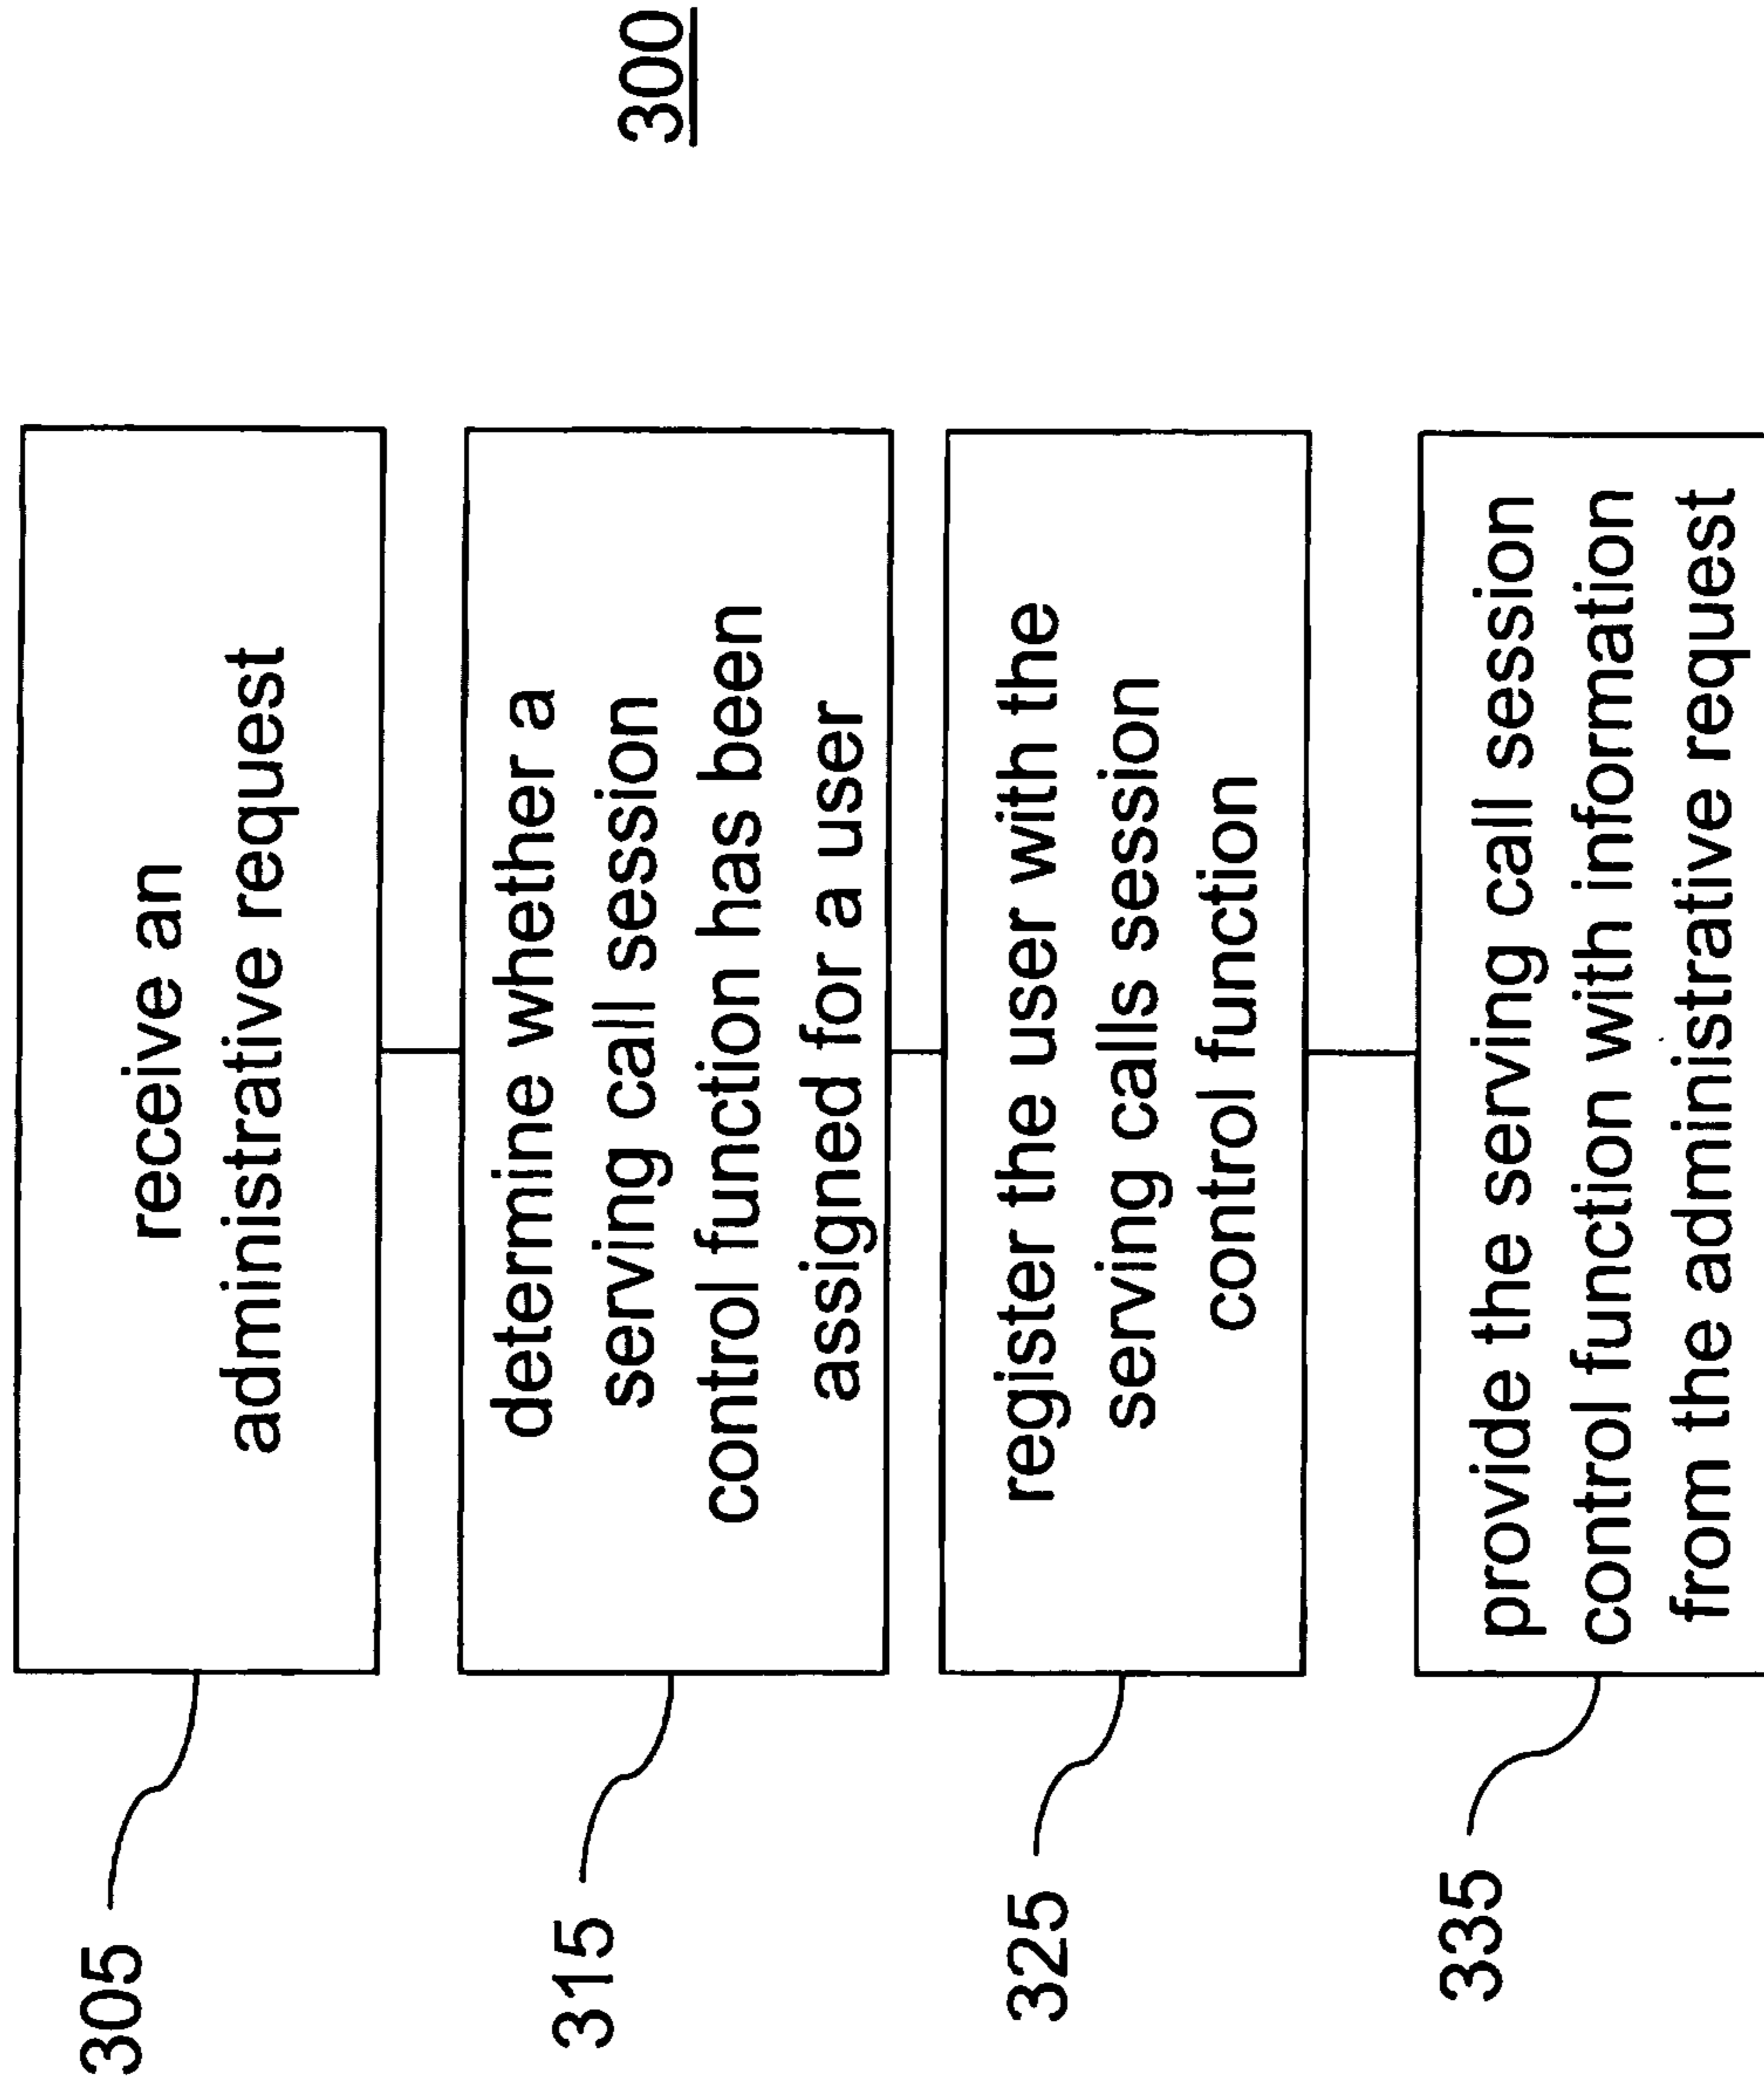 300
305
receive an
administrative request
315
determine whether a
serving call session
control function has been
assigned for a user
325
register the user with the
serving calls session
control function
335
provide the serving call session
control function with information
from the administrative request